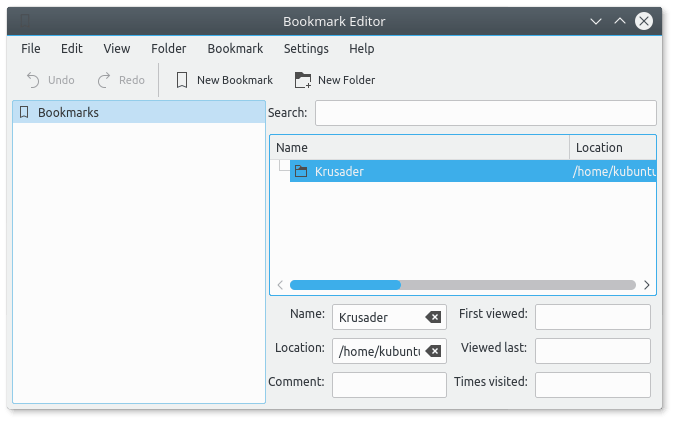 Bookmark Editor
File Edit View Folder Bookmark Settings Help
Undo Redo New Bookmark New Folder
Bookmarks
Search:
Name Location
Krusader /home/kubuntu
Name: Krusader First viewed:
Location: /home/kubuntu Viewed last:
Comment: Times visited: